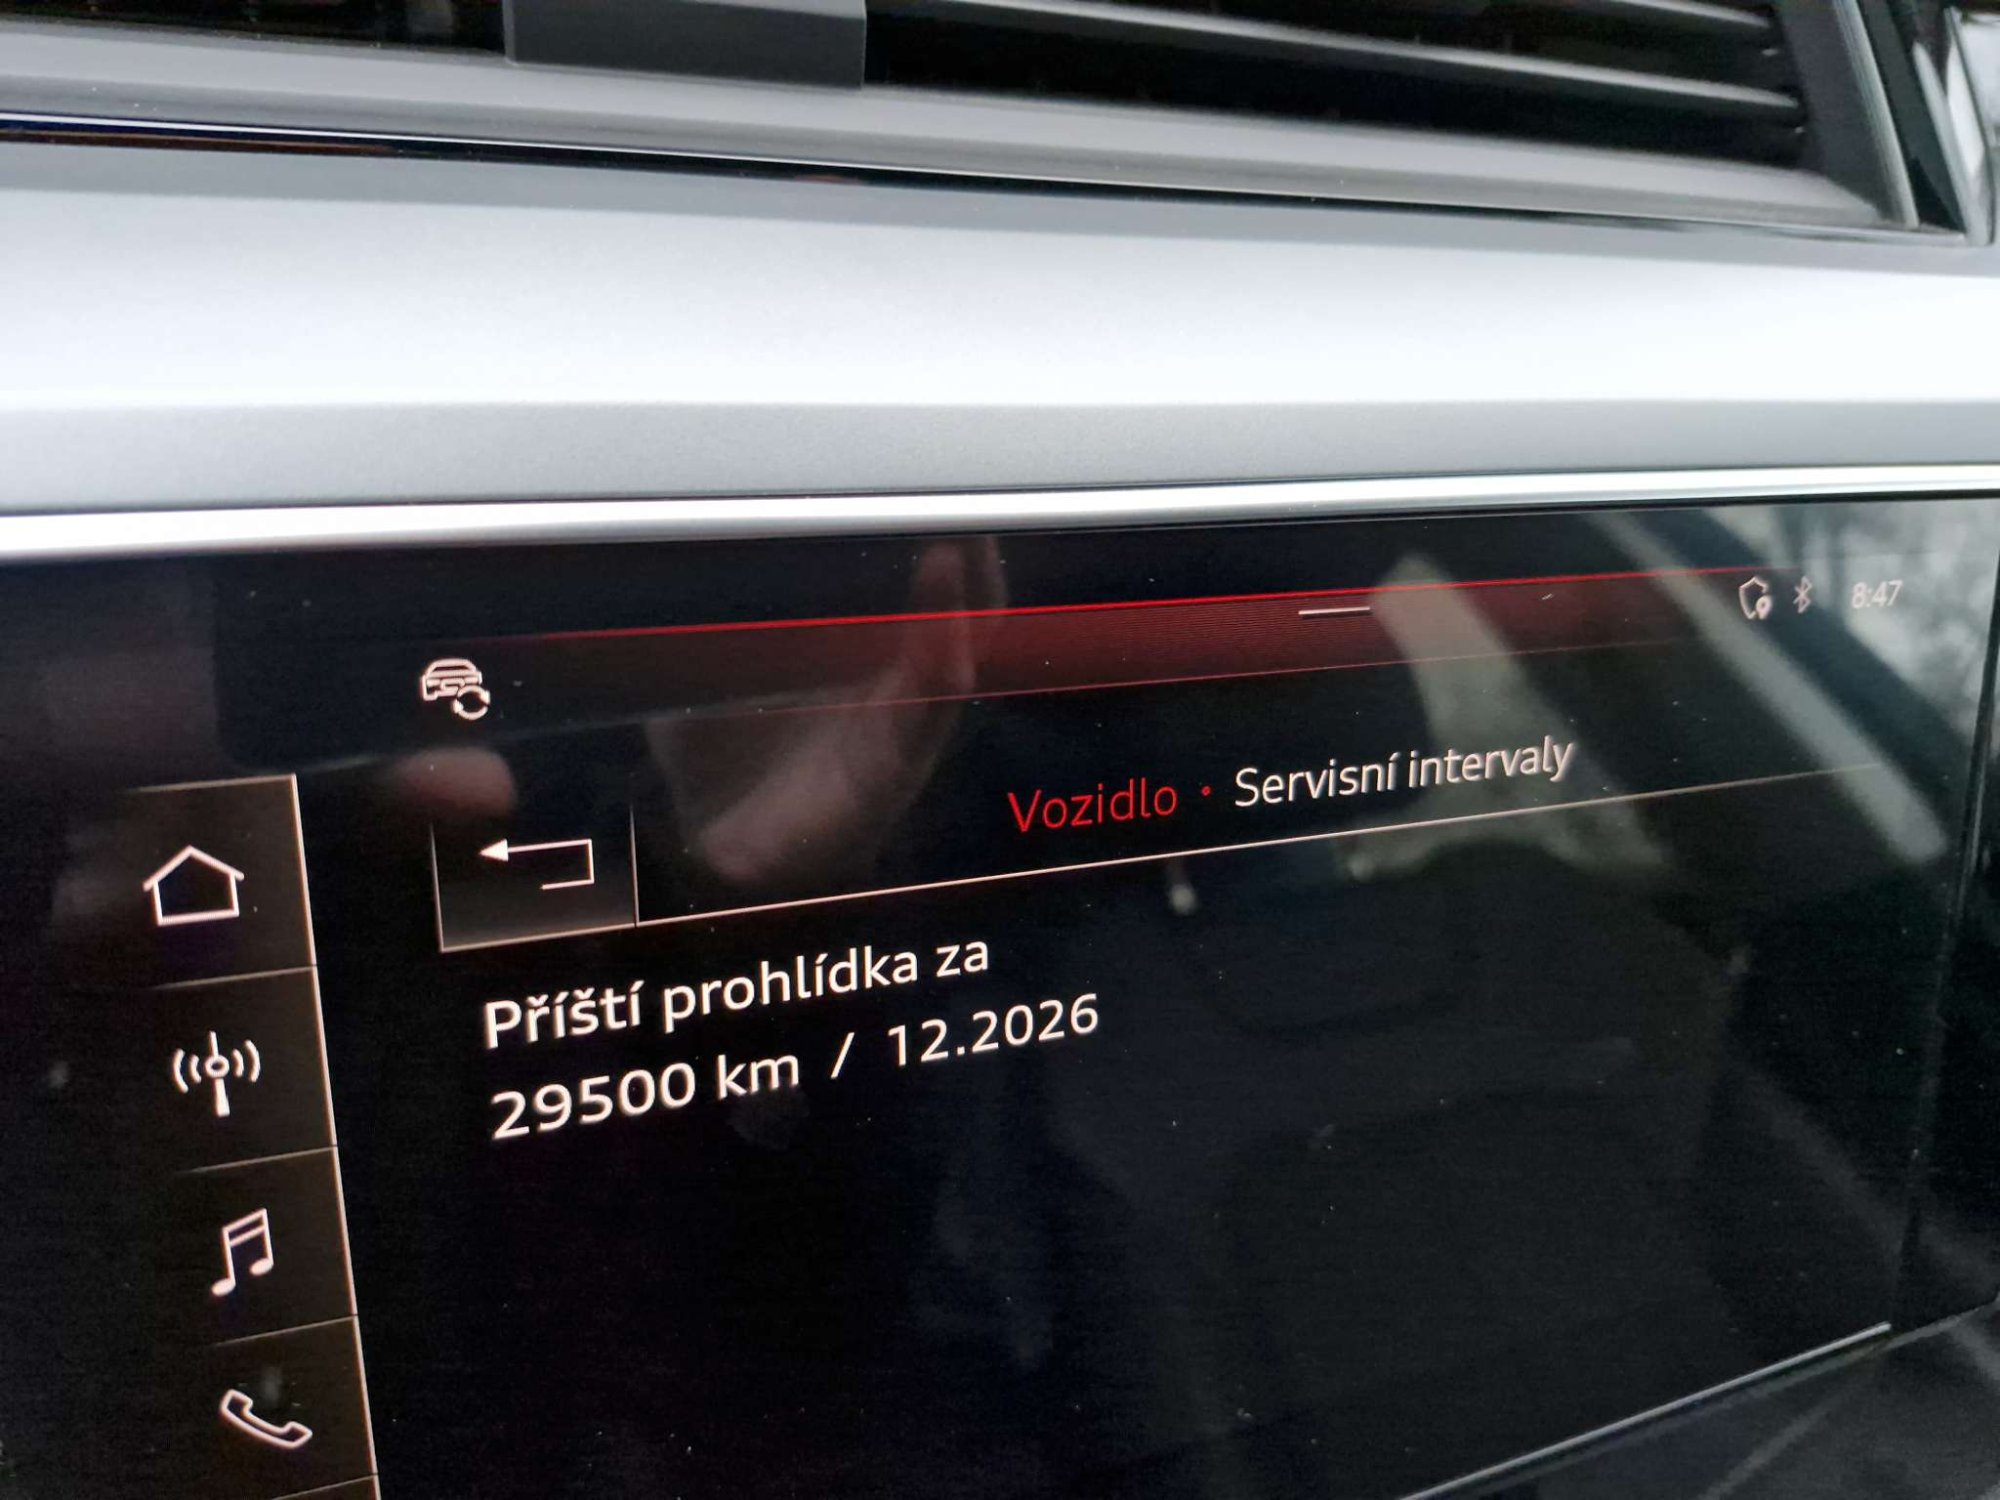 8:47
Vozidlo • Servisní intervaly
Příští prohlídka za
29500 km / 12.2026